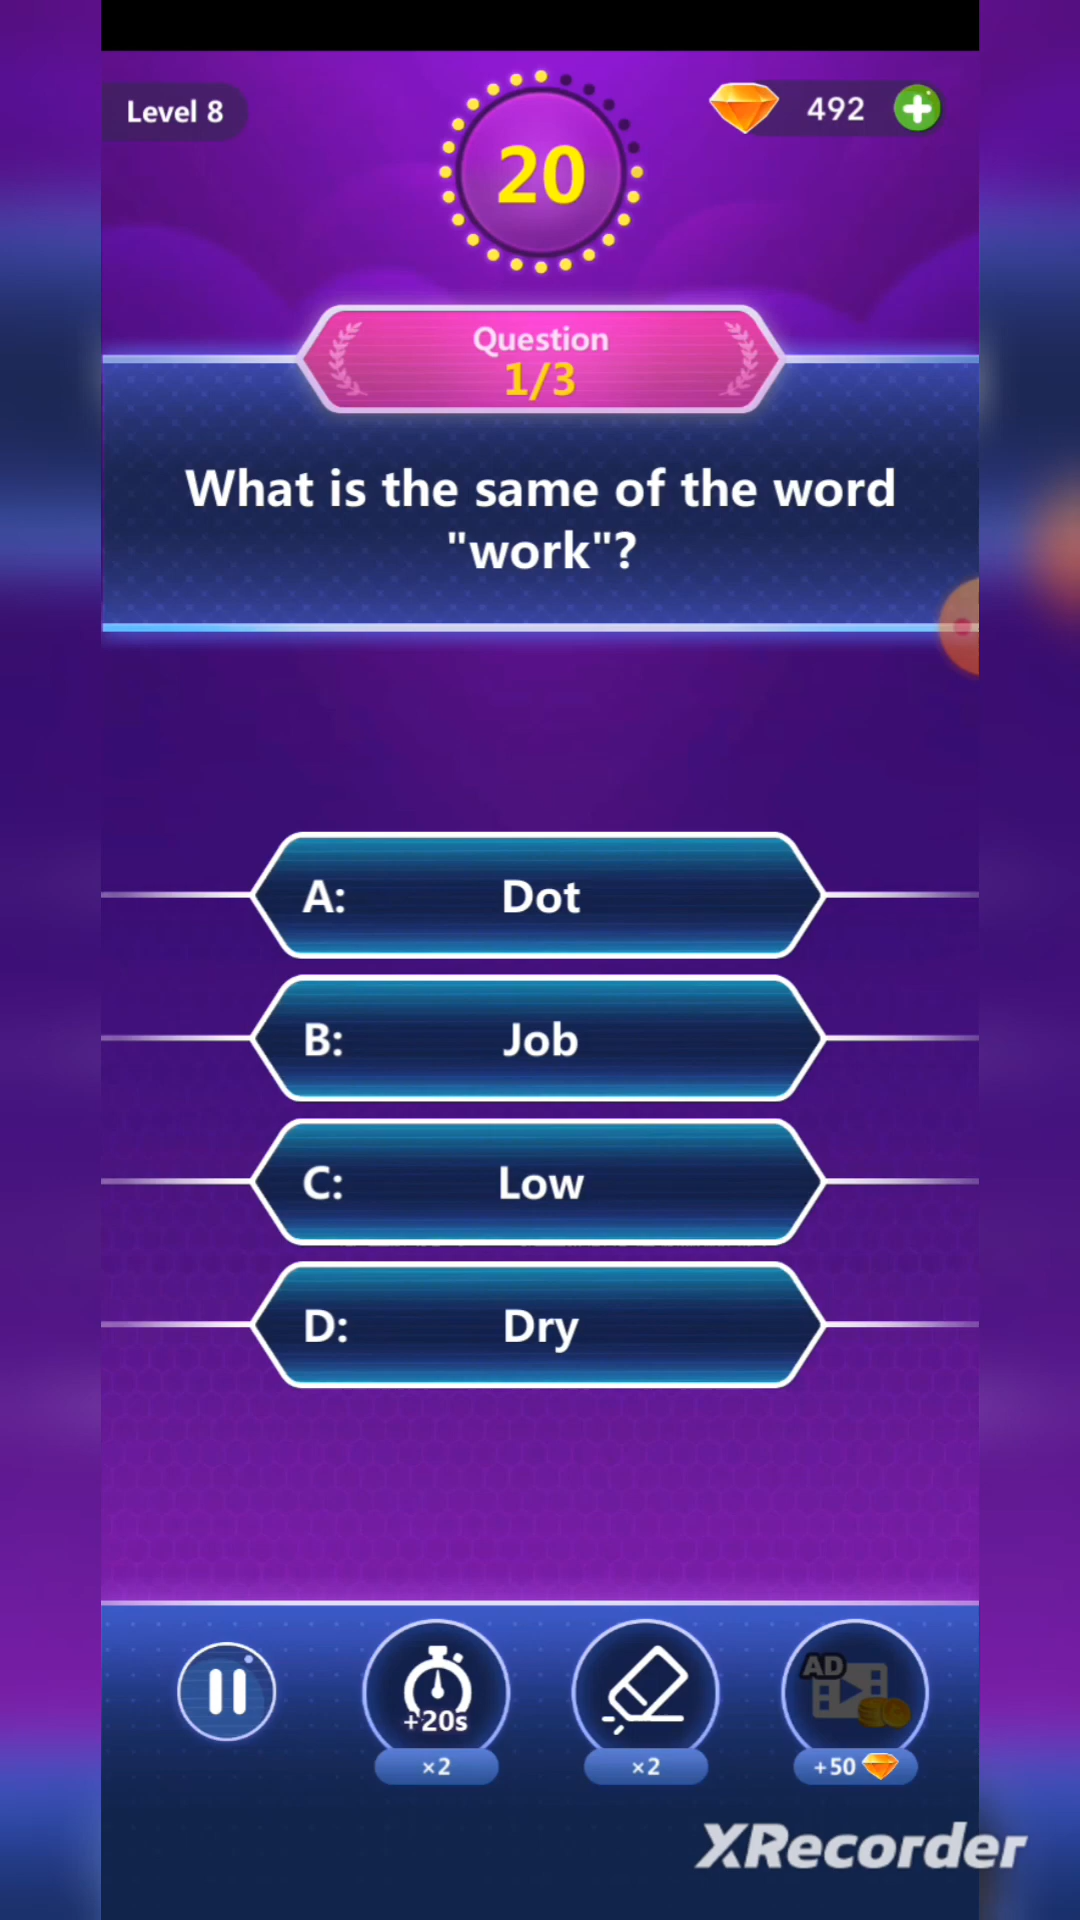 Level 8
20
492
Question
1/3
What is the same of the word
"work"?
A: Dot
B: Job
C: Low
D: Dry
+20s
AD
×2
×2
+50
XRecorder